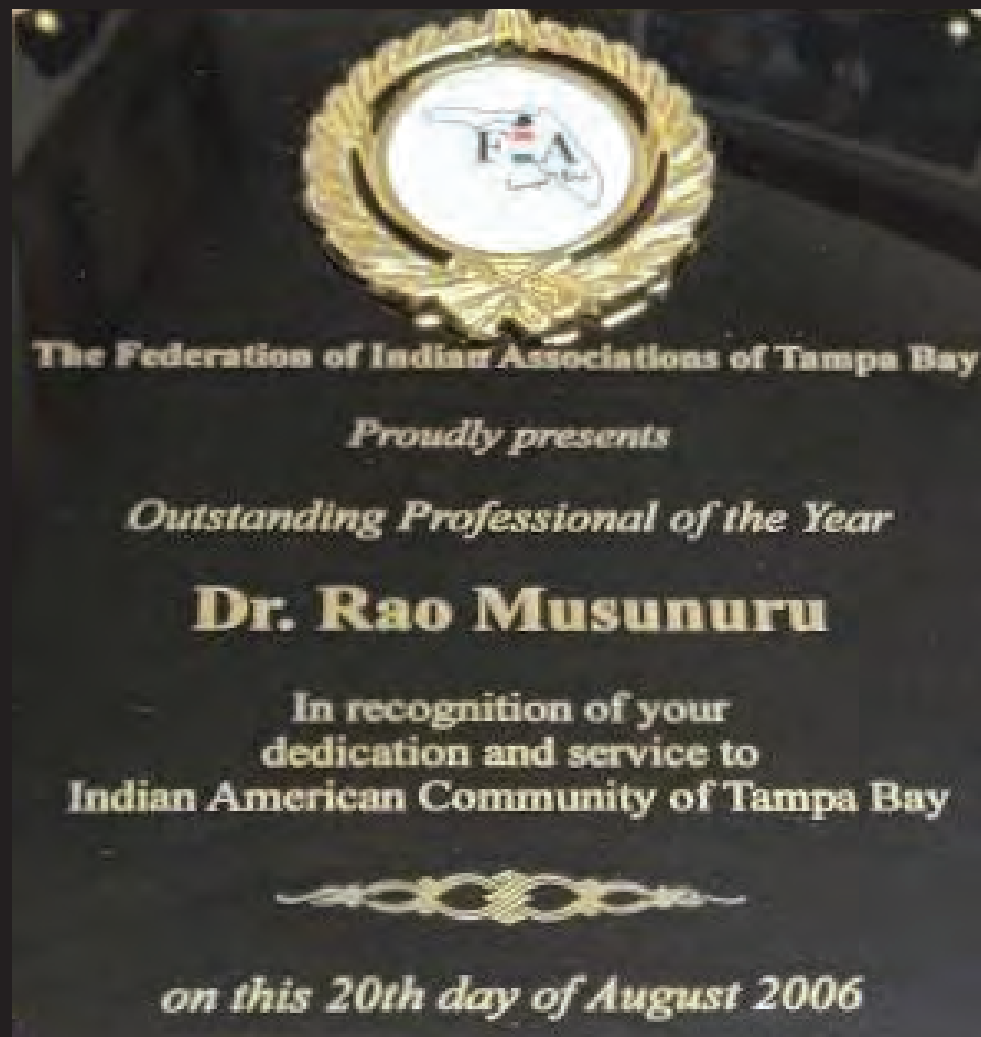 F A
The Federation of Indian Associations of Tampa Bay
Proudly presents
Outstanding Professional of the Year
Dr. Rao Musunuru
In recognition of your
dedication and service to
Indian American Community of Tampa Bay
on this 20th day of August 2006